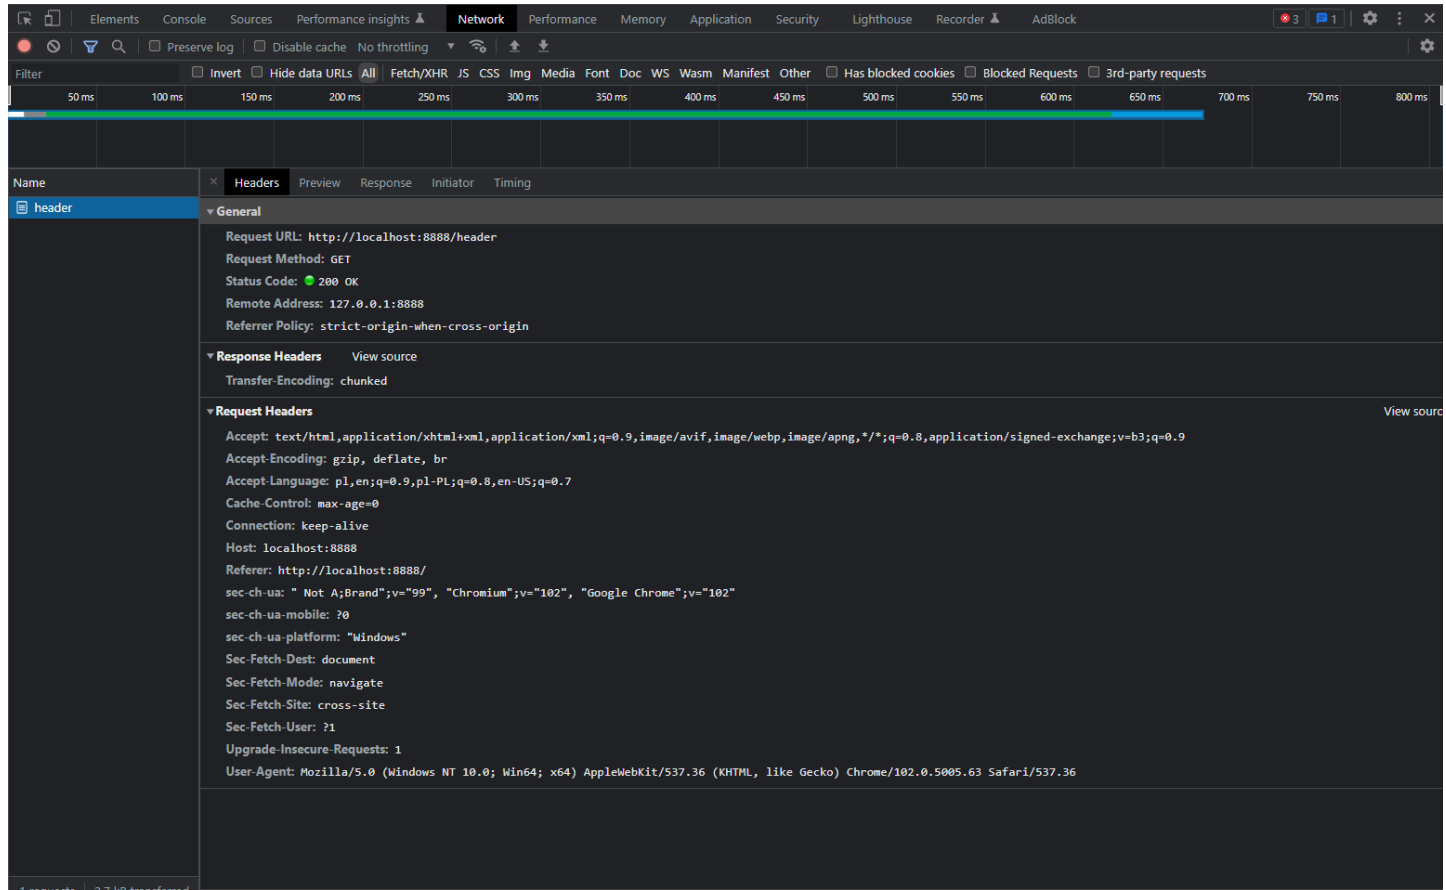 Elements Console Sources Performance insights Network Performance Memory Application Security Lighthouse Recorder AdBlock 3 1
Preserve log Disable cache No throttling
Filter Invert Hide data URLs All Fetch/XHR JS CSS Img Media Font Doc WS Wasm Manifest Other Has blocked cookies Blocked Requests 3rd-party requests
50 ms 100 ms 150 ms 200 ms 250 ms 300 ms 350 ms 400 ms 450 ms 500 ms 550 ms 600 ms 650 ms 700 ms 750 ms 800 ms
Name × Headers Preview Response Initiator Timing
header
General
Request URL: http://localhost:8888/header
Request Method: GET
Status Code: 200 OK
Remote Address: 127.0.0.1:8888
Referrer Policy: strict-origin-when-cross-origin
Response Headers View source
Transfer-Encoding: chunked
Request Headers View sourc
Accept: text/html,application/xhtml+xml,application/xml;q=0.9,image/avif,image/webp,image/apng,*/*;q=0.8,application/signed-exchange;v=b3;q=0.9
Accept-Encoding: gzip, deflate, br
Accept-Language: pl,en;q=0.9,pl-PL;q=0.8,en-US;q=0.7
Cache-Control: max-age=0
Connection: keep-alive
Host: localhost:8888
Referer: http://localhost:8888/
sec-ch-ua: " Not A;Brand";v="99", "Chromium";v="102", "Google Chrome";v="102"
sec-ch-ua-mobile: ?0
sec-ch-ua-platform: "Windows"
Sec-Fetch-Dest: document
Sec-Fetch-Mode: navigate
Sec-Fetch-Site: cross-site
Sec-Fetch-User: ?1
Upgrade-Insecure-Requests: 1
User-Agent: Mozilla/5.0 (Windows NT 10.0; Win64; x64) AppleWebKit/537.36 (KHTML, like Gecko) Chrome/102.0.5005.63 Safari/537.36